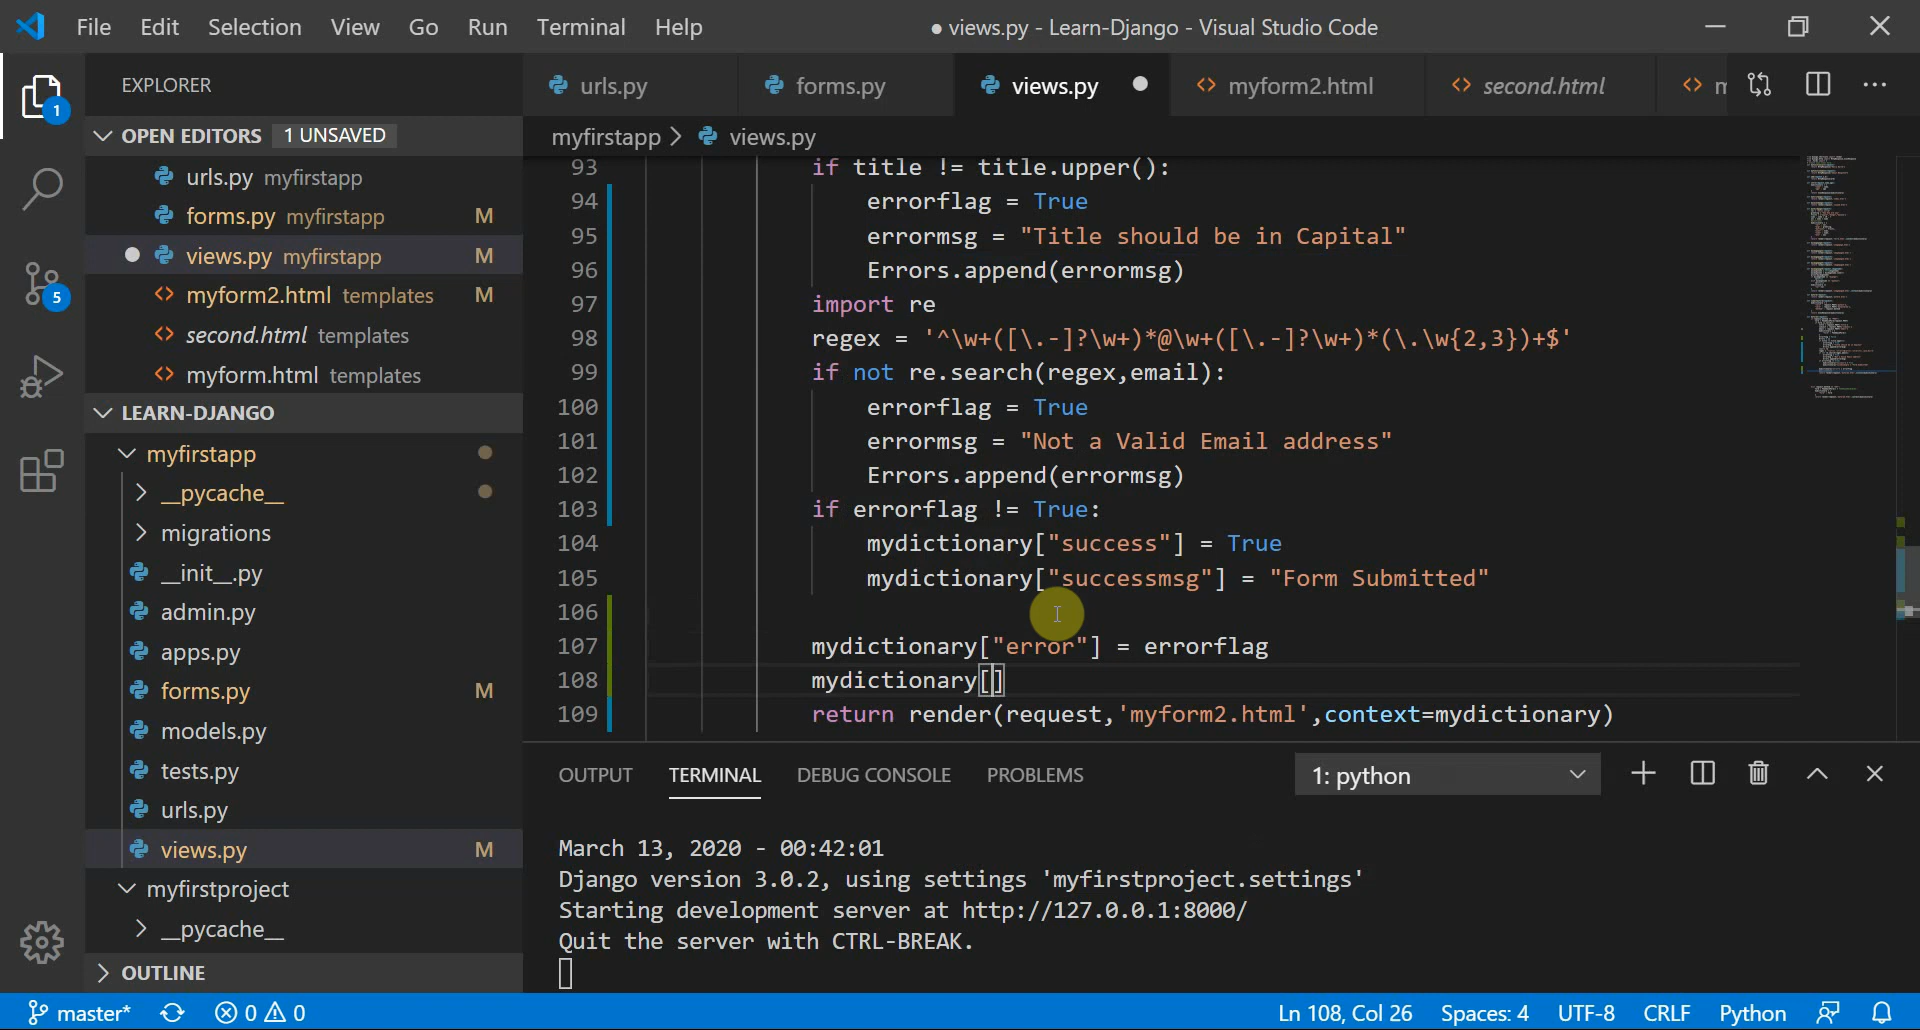 File Edit Selection View Go Run Terminal Help
● views.py - Learn-Django - Visual Studio Code
EXPLORER
1
OPEN EDITORS 1 UNSAVED
urls.py myfirstapp
forms.py myfirstapp M
views.py myfirstapp M
myform2.html templates M
second.html templates
myform.html templates
5
LEARN-DJANGO
myfirstapp
__pycache__
migrations
__init__.py
admin.py
apps.py
forms.py M
models.py
tests.py
urls.py
views.py M
myfirstproject
__pycache__
OUTLINE
urls.py forms.py views.py myform2.html second.html
myfirstapp > views.py
93 if title != title.upper():
94 errorflag = True
95 errormsg = "Title should be in Capital"
96 Errors.append(errormsg)
97 import re
98 regex = '^\w+([\.-]?\w+)*@\w+([\.-]?\w+)*(\.\w{2,3})+$'
99 if not re.search(regex,email):
100 errorflag = True
101 errormsg = "Not a Valid Email address"
102 Errors.append(errormsg)
103 if errorflag != True:
104 mydictionary["success"] = True
105 mydictionary["successmsg"] = "Form Submitted"
106
107 mydictionary["error"] = errorflag
108 mydictionary[]
109 return render(request,'myform2.html',context=mydictionary)
OUTPUT TERMINAL DEBUG CONSOLE PROBLEMS 1: python
March 13, 2020 - 00:42:01
Django version 3.0.2, using settings 'myfirstproject.settings'
Starting development server at http://127.0.0.1:8000/
Quit the server with CTRL-BREAK.
master* 0 0 Ln 108, Col 26 Spaces: 4 UTF-8 CRLF Python